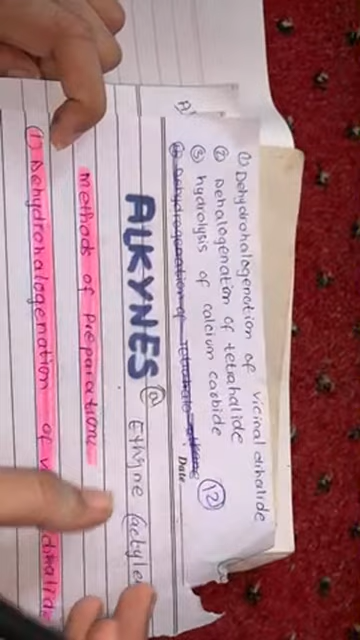 ① Dehydrohalogenation of vicinal dihalide
② Dehalogenation of tetrahalide
③ hydrolysis of calcium carbide
Date
12
ALKYNES @ Ethyne
methods of Preparations
① Dehydrohalogenation of dihalide